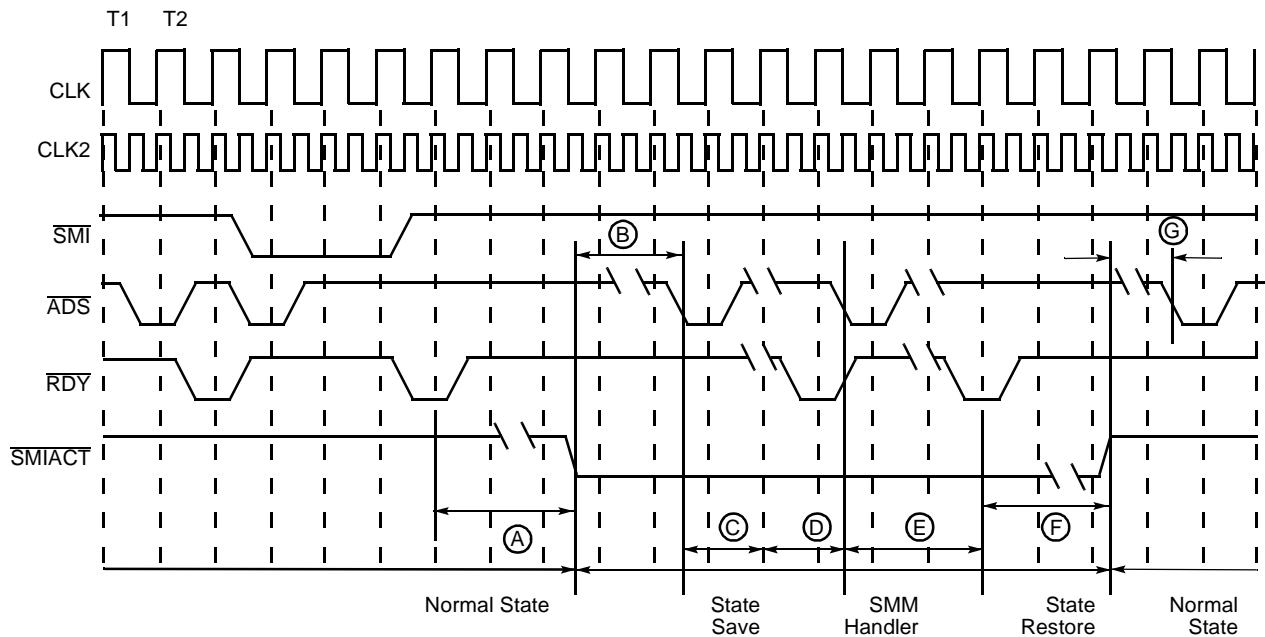 T1 T2
CLK
CLK2
SMI
B
G
ADS
RDY
SMIACT
A
C
D
E
F
Normal State
State
Save
SMM
Handler
State
Restore
Normal
State